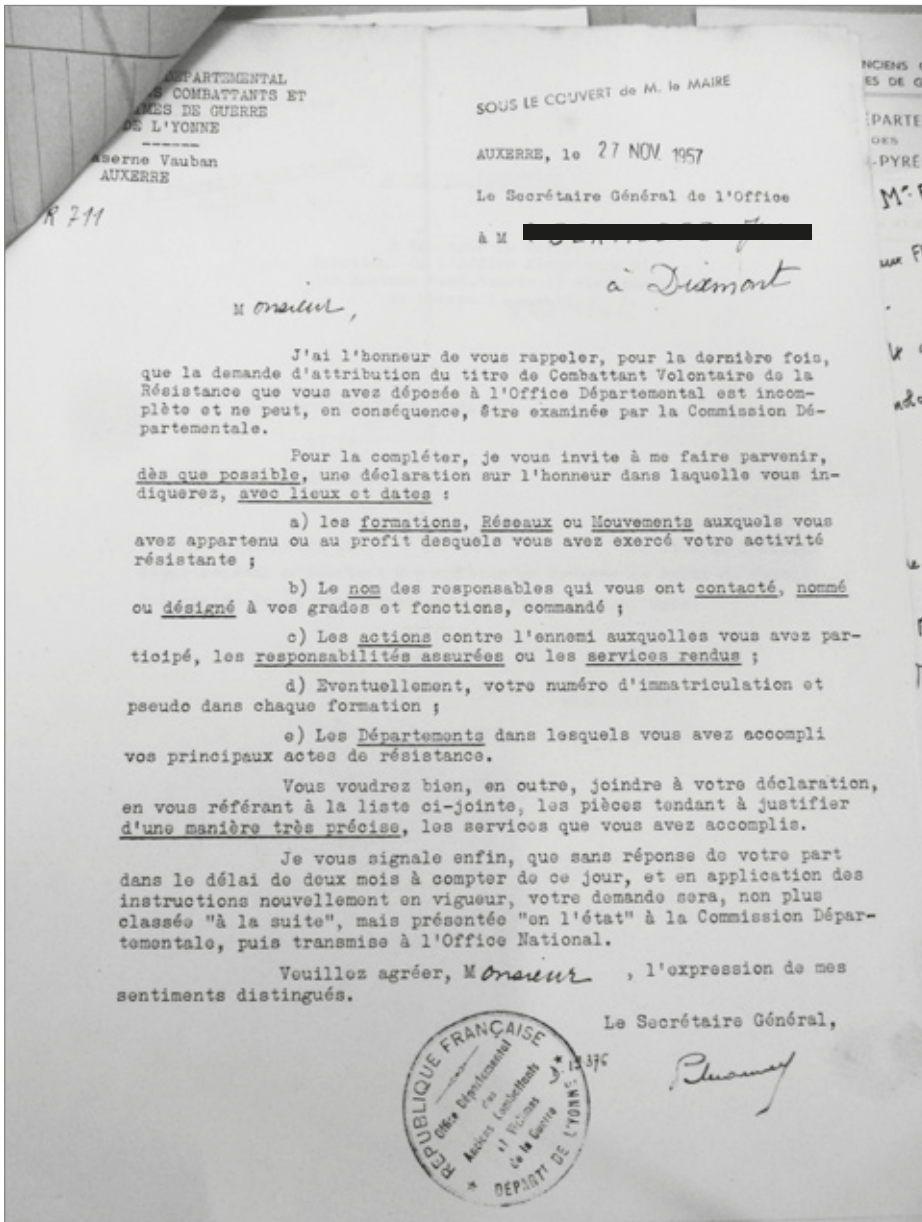 DEPARTEMENTAL
COMBATTANTS ET
DE GUERRE
DE L'YONNE
------
Vauban
AUXERRE
R 711
SOUS LE COUVERT de M. le MAIRE
AUXERRE, le 27 NOV. 1957
Le Secrétaire Général de l'Office
à M
à Dixmont
Monsieur,
J'ai l'honneur de vous rappeler, pour la dernière fois,
que la demande d'attribution du titre de Combattant Volontaire de la
Résistance que vous avez déposée à l'Office Départemental est incom-
plète et ne peut, en conséquence, être examinée par la Commission Dé-
partementale.
Pour la compléter, je vous invite à me faire parvenir,
dès que possible, une déclaration sur l'honneur dans laquelle vous in-
diquerez, avec lieux et dates :
a) les formations, Réseaux ou Mouvements auxquels vous
avez appartenu ou au profit desquels vous avez exercé votre activité
résistante ;
b) Le nom des responsables qui vous ont contacté, nommé
ou désigné à vos grades et fonctions, commandé ;
c) Les actions contre l'ennemi auxquelles vous avez par-
ticipé, les responsabilités assurées ou les services rendus ;
d) Eventuellement, votre numéro d'immatriculation et
pseudo dans chaque formation ;
e) Les Départements dans lesquels vous avez accompli
vos principaux actes de résistance.
Vous voudrez bien, en outre, joindre à votre déclaration,
en vous référant à la liste ci-jointe, les pièces tendant à justifier
d'une manière très précise, les services que vous avez accomplis.
Je vous signale enfin, que sans réponse de votre part
dans le délai de deux mois à compter de ce jour, et en application des
instructions nouvellement en vigueur, votre demande sera, non plus
classée "à la suite", mais présentée "en l'état" à la Commission Dépar-
tementale, puis transmise à l'Office National.
Veuillez agréer, Monsieur , l'expression de mes
sentiments distingués.
Le Secrétaire Général,
REPUBLIQUE FRANÇAISE
Office Départemental
des
Anciens Combattants
et Victimes
de la Guerre
DEPART' DE L'YONNE